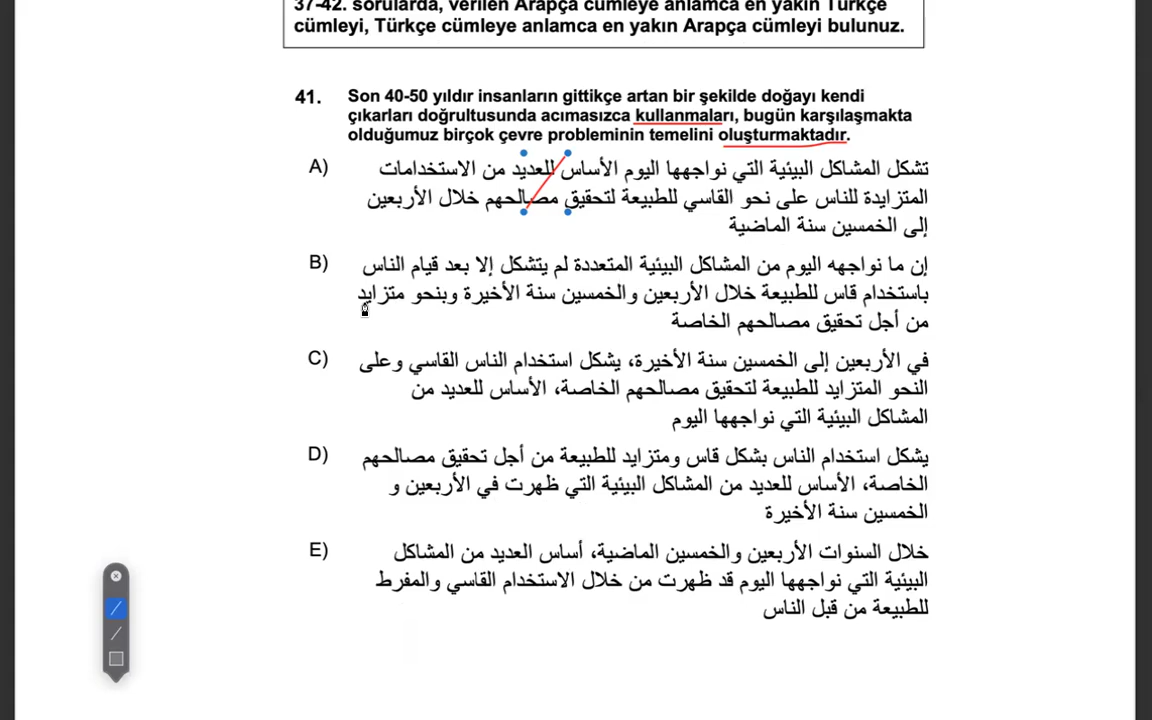 37-42. sorularda, verilen Arapça cümleye anlamca en yakın Türkçe
cümleyi, Türkçe cümleye anlamca en yakın Arapça cümleyi bulunuz.
41. Son 40-50 yıldır insanların gittikçe artan bir şekilde doğayı kendi
çıkarları doğrultusunda acımasızca kullanmaları, bugün karşılaşmakta
olduğumuz birçok çevre probleminin temelini oluşturmaktadır.
A) تشكل المشاكل البيئية التي نواجهها اليوم الأساس للعديد من الاستخدامات
المتزايدة للناس على نحو القاسي للطبيعة لتحقيق مصالحهم خلال الأربعين
إلى الخمسين سنة الماضية
B) إن ما نواجهه اليوم من المشاكل البيئية المتعددة لم يتشكل إلا بعد قيام الناس
باستخدام قاس للطبيعة خلال الأربعين والخمسين سنة الأخيرة وبنحو متزايد
من أجل تحقيق مصالحهم الخاصة
C) في الأربعين إلى الخمسين سنة الأخيرة، يشكل استخدام الناس القاسي وعلى
النحو المتزايد للطبيعة لتحقيق مصالحهم الخاصة، الأساس للعديد من
المشاكل البيئية التي نواجهها اليوم
D) يشكل استخدام الناس بشكل قاس ومتزايد للطبيعة من أجل تحقيق مصالحهم
الخاصة، الأساس للعديد من المشاكل البيئية التي ظهرت في الأربعين و
الخمسين سنة الأخيرة
E) خلال السنوات الأربعين والخمسين الماضية، أساس العديد من المشاكل
البيئية التي نواجهها اليوم قد ظهرت من خلال الاستخدام القاسي والمفرط
للطبيعة من قبل الناس